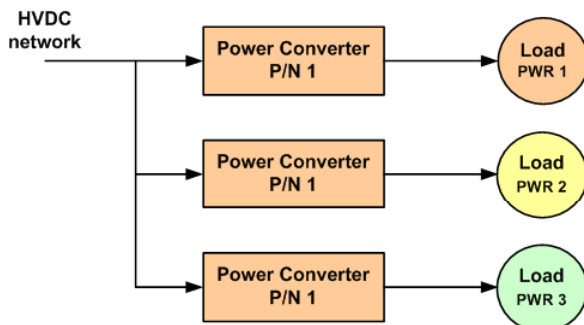 HVDC
network
Power Converter
P/N 1
Load
PWR 1
Power Converter
P/N 1
Load
PWR 2
Power Converter
P/N 1
Load
PWR 3